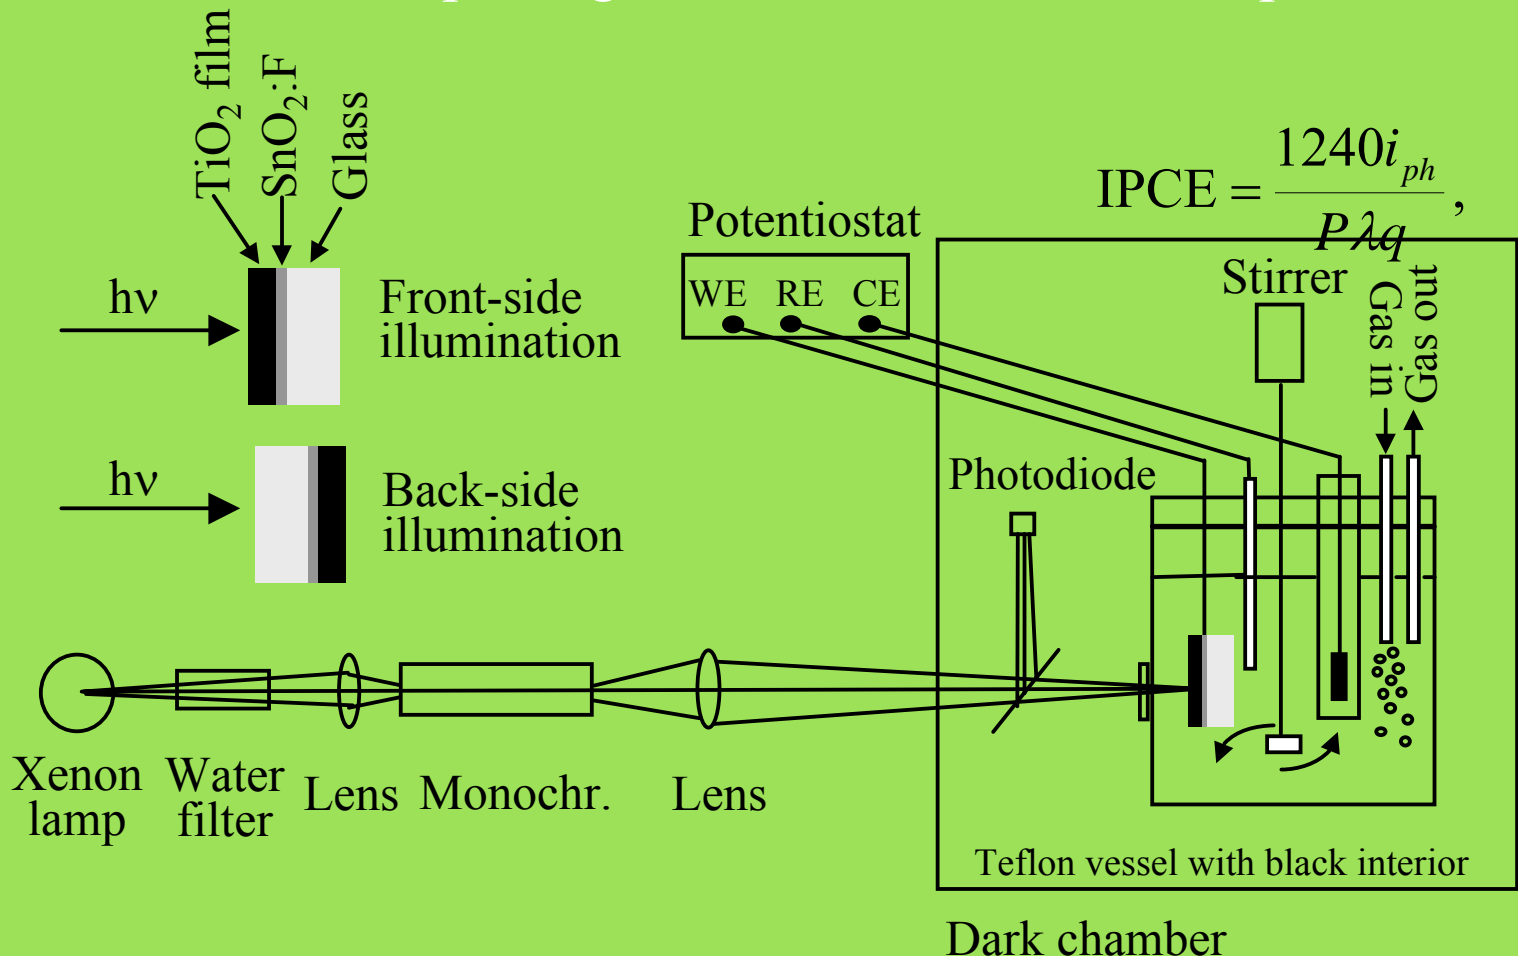 TiO2 film
SnO2:F
Glass
IPCE = 1240i_ph / Pλq ,
Potentiostat
WE RE CE
Stirrer
Gas in
Gas out
hν
Front-side
illumination
hν
Back-side
illumination
Photodiode
Xenon
lamp
Water
filter
Lens
Monochr.
Lens
Teflon vessel with black interior
Dark chamber